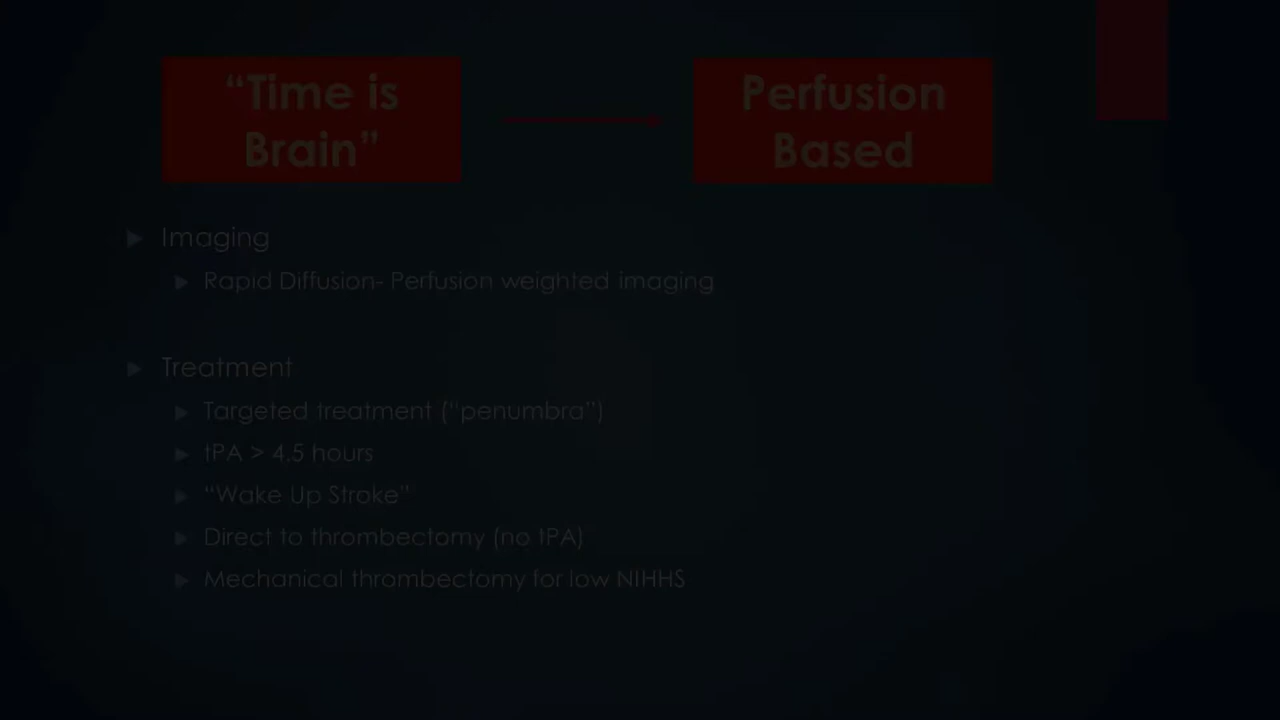 “Time is
Brain”
Perfusion
Based
Imaging
Rapid Diffusion- Perfusion weighted imaging
Treatment
Targeted treatment (“penumbra”)
tPA > 4.5 hours
“Wake Up Stroke”
Direct to thrombectomy (no tPA)
Mechanical thrombectomy for low NIHHS